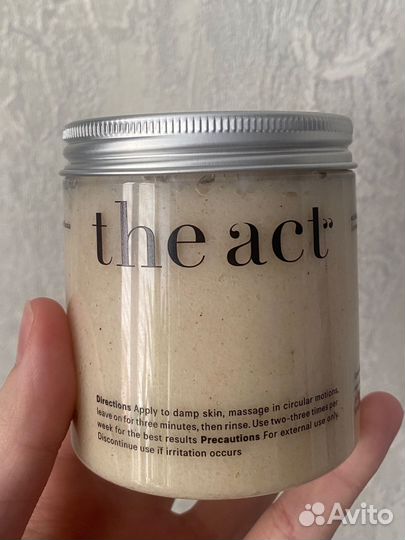 the act”
Directions Apply to damp skin, massage in circular motions,
leave on for three minutes, then rinse. Use two-three times per
week for the best results Precautions For external use only.
Discontinue use if irritation occurs
Avito